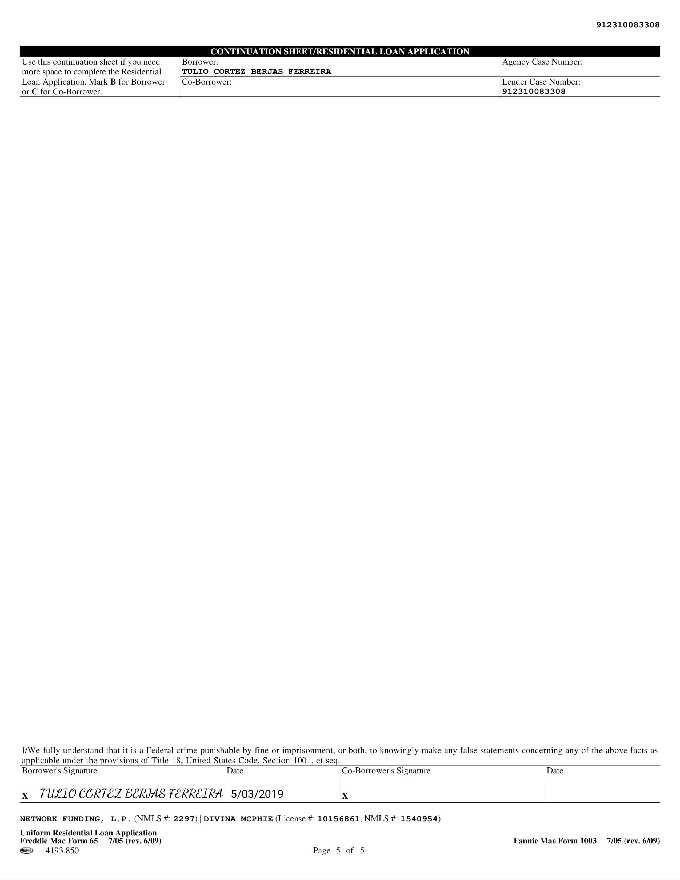 912310083308
CONTINUATION SHEET/RESIDENTIAL LOAN APPLICATION
Use this continuation sheet if you need
more space to complete the Residential
Loan Application. Mark B for Borrower
or C for Co-Borrower.
Borrower:
TULIO CORTEZ BERJAS FERREIRA
Co-Borrower:
Agency Case Number:
Lender Case Number:
912310083308
I/We fully understand that it is a Federal crime punishable by fine or imprisonment, or both, to knowingly make any false statements concerning any of the above facts as
applicable under the provisions of Title 18, United States Code, Section 1001, et seq.
Borrower's Signature Date Co-Borrower's Signature Date
X TULIO CORTEZ BERJAS FERREIRA 5/03/2019 X
NETWORK FUNDING, L.P. (NMLS #: 2297) | DIVINA MCPHIE (License #: 10156861, NMLS #: 1540954)
Uniform Residential Loan Application
Freddie Mac Form 65 7/05 (rev. 6/09) Fannie Mae Form 1003 7/05 (rev. 6/09)
4193.850 Page 5 of 5